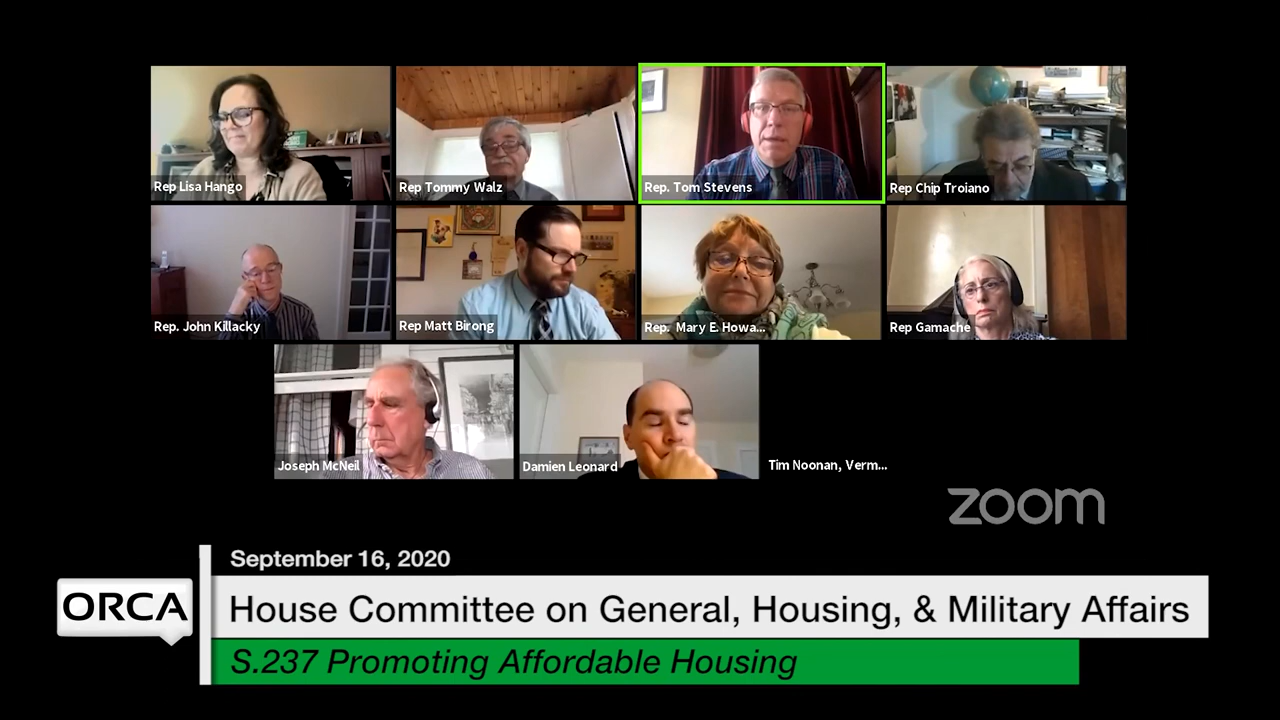 Rep Lisa Hango
Rep Tommy Walz
Rep. Tom Stevens
Rep Chip Troiano
Rep. John Killacky
Rep Matt Birong
Rep. Mary E. Howa...
Rep Gamache
Joseph McNeil
Damien Leonard
Tim Noonan, Verm...
zoom
September 16, 2020
ORCA
House Committee on General, Housing, & Military Affairs
S.237 Promoting Affordable Housing